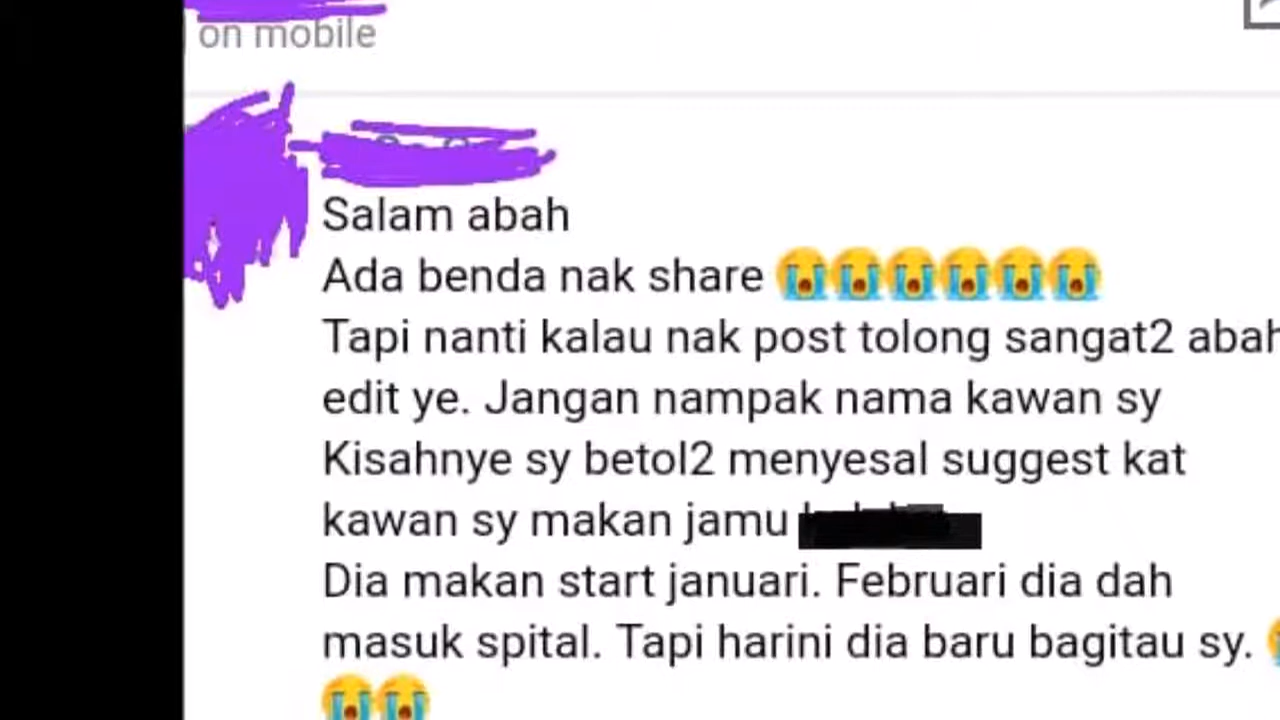 on mobile
Salam abah
Ada benda nak share 😭😭😭😭😭😭
Tapi nanti kalau nak post tolong sangat2 abah
edit ye. Jangan nampak nama kawan sy
Kisahnye sy betol2 menyesal suggest kat
kawan sy makan jamu
Dia makan start januari. Februari dia dah
masuk spital. Tapi harini dia baru bagitau sy. 😭
😭😭